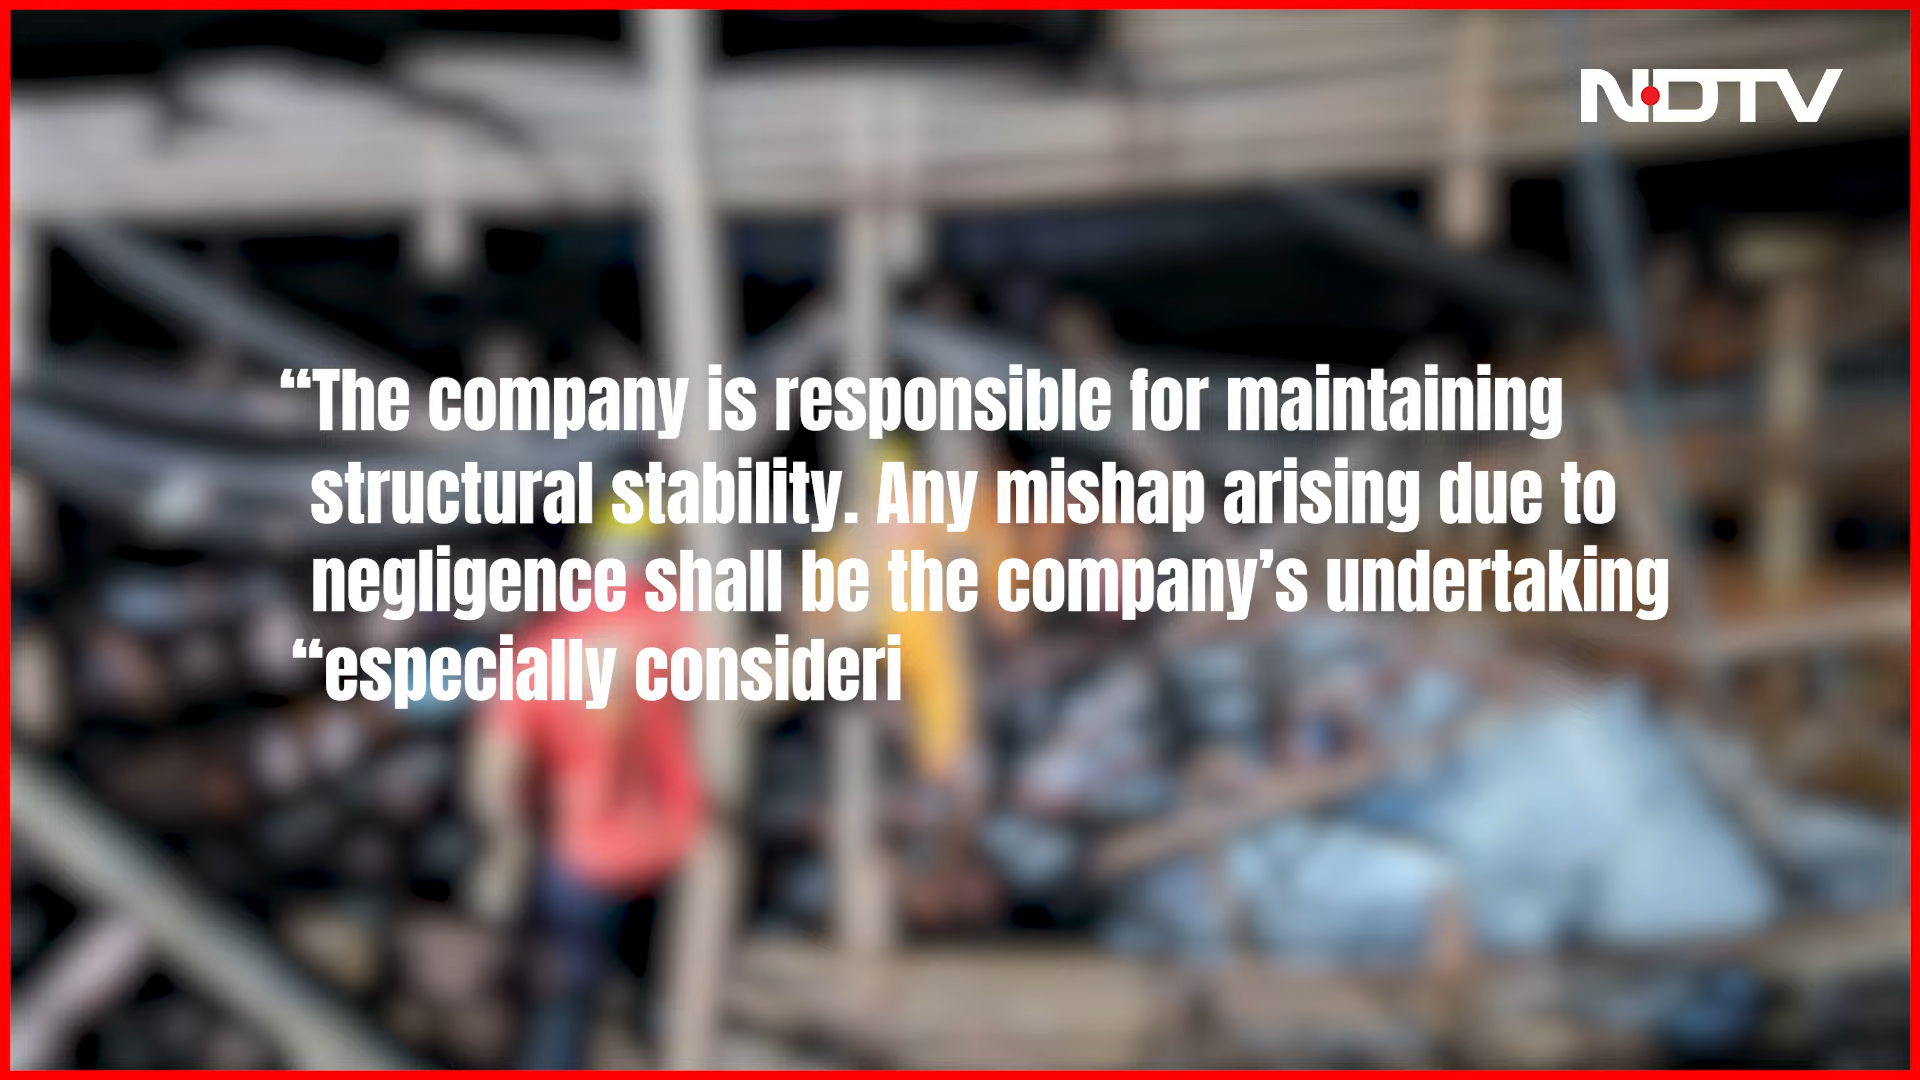 NDTV
“The company is responsible for maintaining
structural stability. Any mishap arising due to
negligence shall be the company’s undertaking
“especially consideri